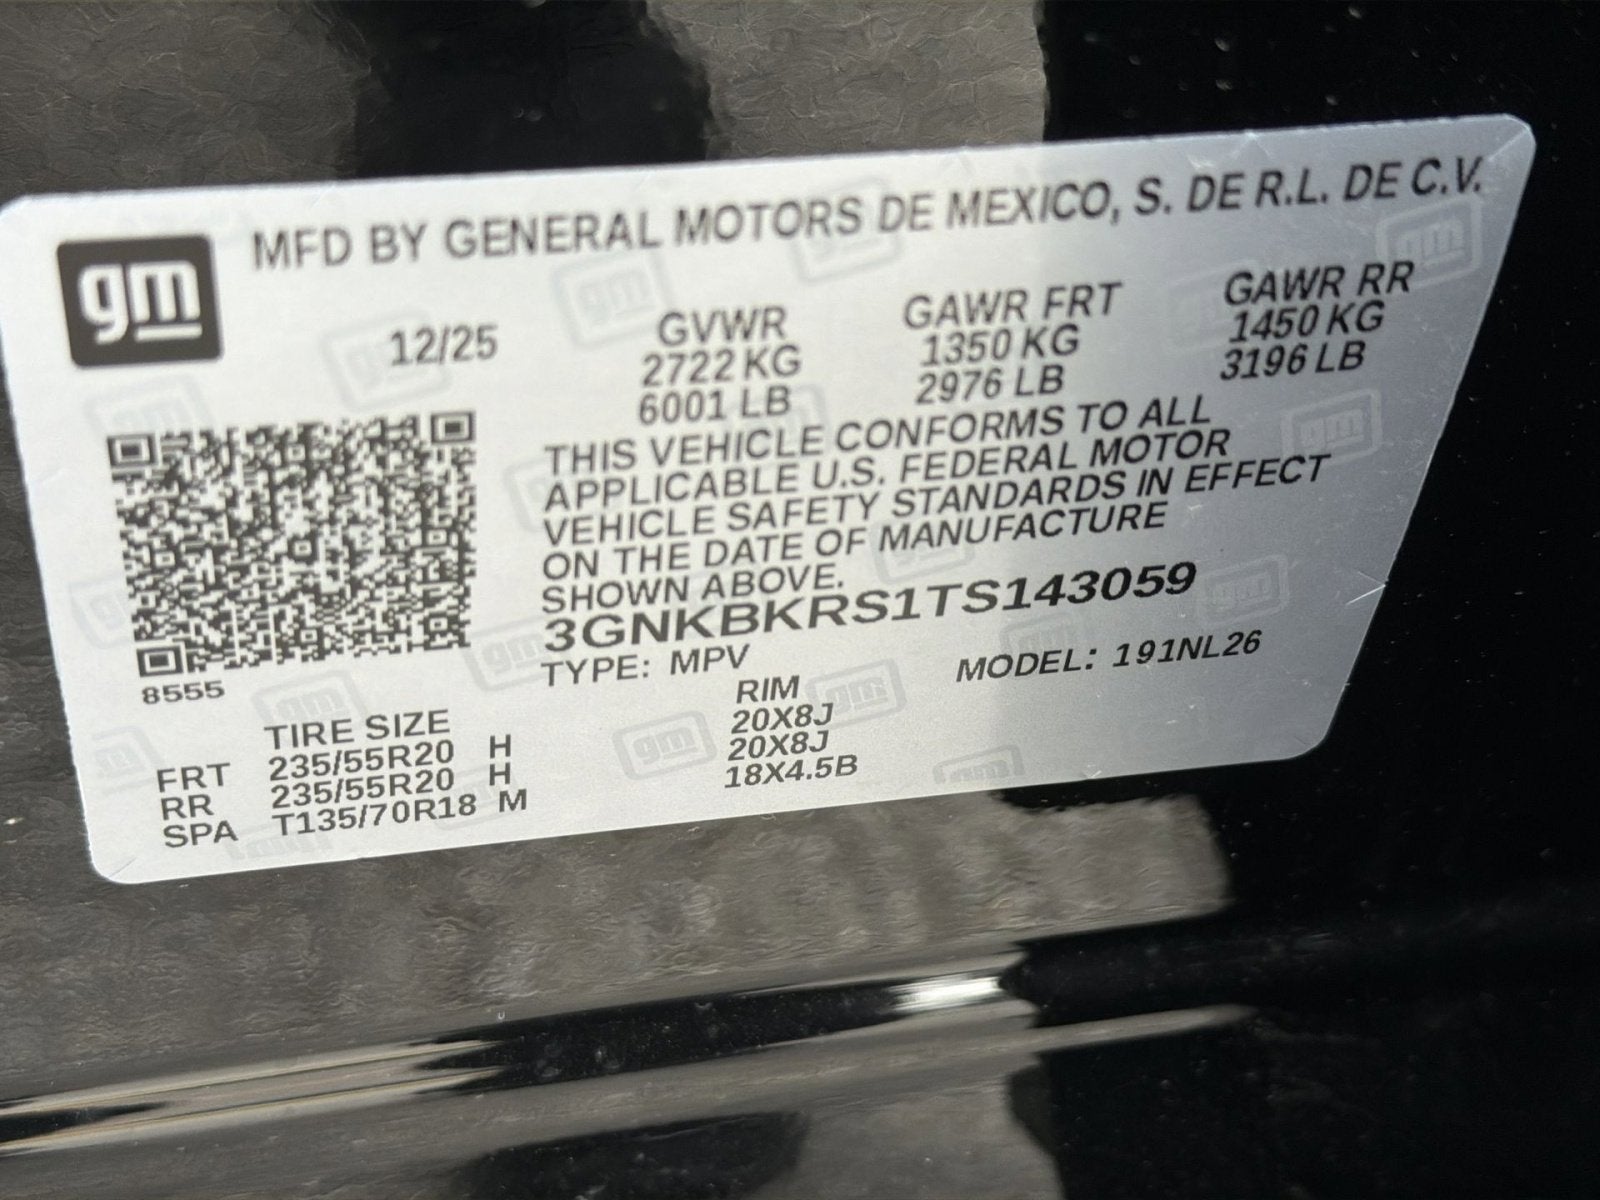 MFD BY GENERAL MOTORS DE MEXICO, S. DE R.L. DE C.V.
gm
12/25
GVWR
2722 KG
6001 LB
GAWR FRT
1350 KG
2976 LB
GAWR RR
1450 KG
3196 LB
THIS VEHICLE CONFORMS TO ALL
APPLICABLE U.S. FEDERAL MOTOR
VEHICLE SAFETY STANDARDS IN EFFECT
ON THE DATE OF MANUFACTURE
SHOWN ABOVE.
3GNKBKRS1TS143059
TYPE: MPV MODEL: 191NL26
8555
TIRE SIZE RIM
FRT 235/55R20 H 20X8J
RR 235/55R20 H 20X8J
SPA T135/70R18 M 18X4.5B